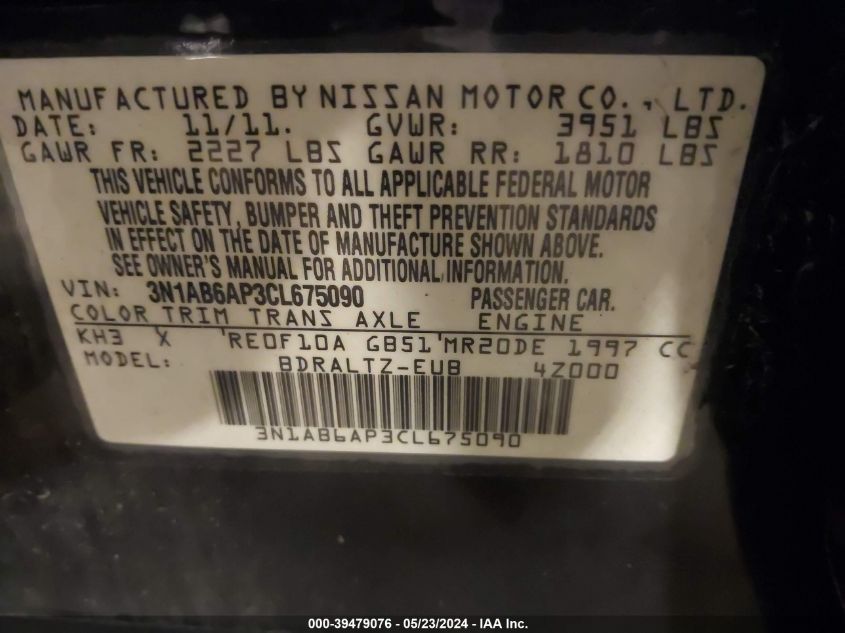 MANUFACTURED BY NISSAN MOTOR CO., LTD.
DATE: 11/11. GVWR: 3951 LBS
GAWR FR: 2227 LBS GAWR RR: 1810 LBS
THIS VEHICLE CONFORMS TO ALL APPLICABLE FEDERAL MOTOR
VEHICLE SAFETY, BUMPER AND THEFT PREVENTION STANDARDS
IN EFFECT ON THE DATE OF MANUFACTURE SHOWN ABOVE.
SEE OWNER'S MANUAL FOR ADDITIONAL INFORMATION.
VIN: 3N1AB6AP3CL675090 PASSENGER CAR.
COLOR TRIM TRANS AXLE ENGINE
KH3 X 'RE0F10A GB51'MR20DE 1997 CC
MODEL: BDRALTZ-EUB 4Z000
3N1AB6AP3CL675090
000-39479076 - 05/23/2024 - IAA Inc.